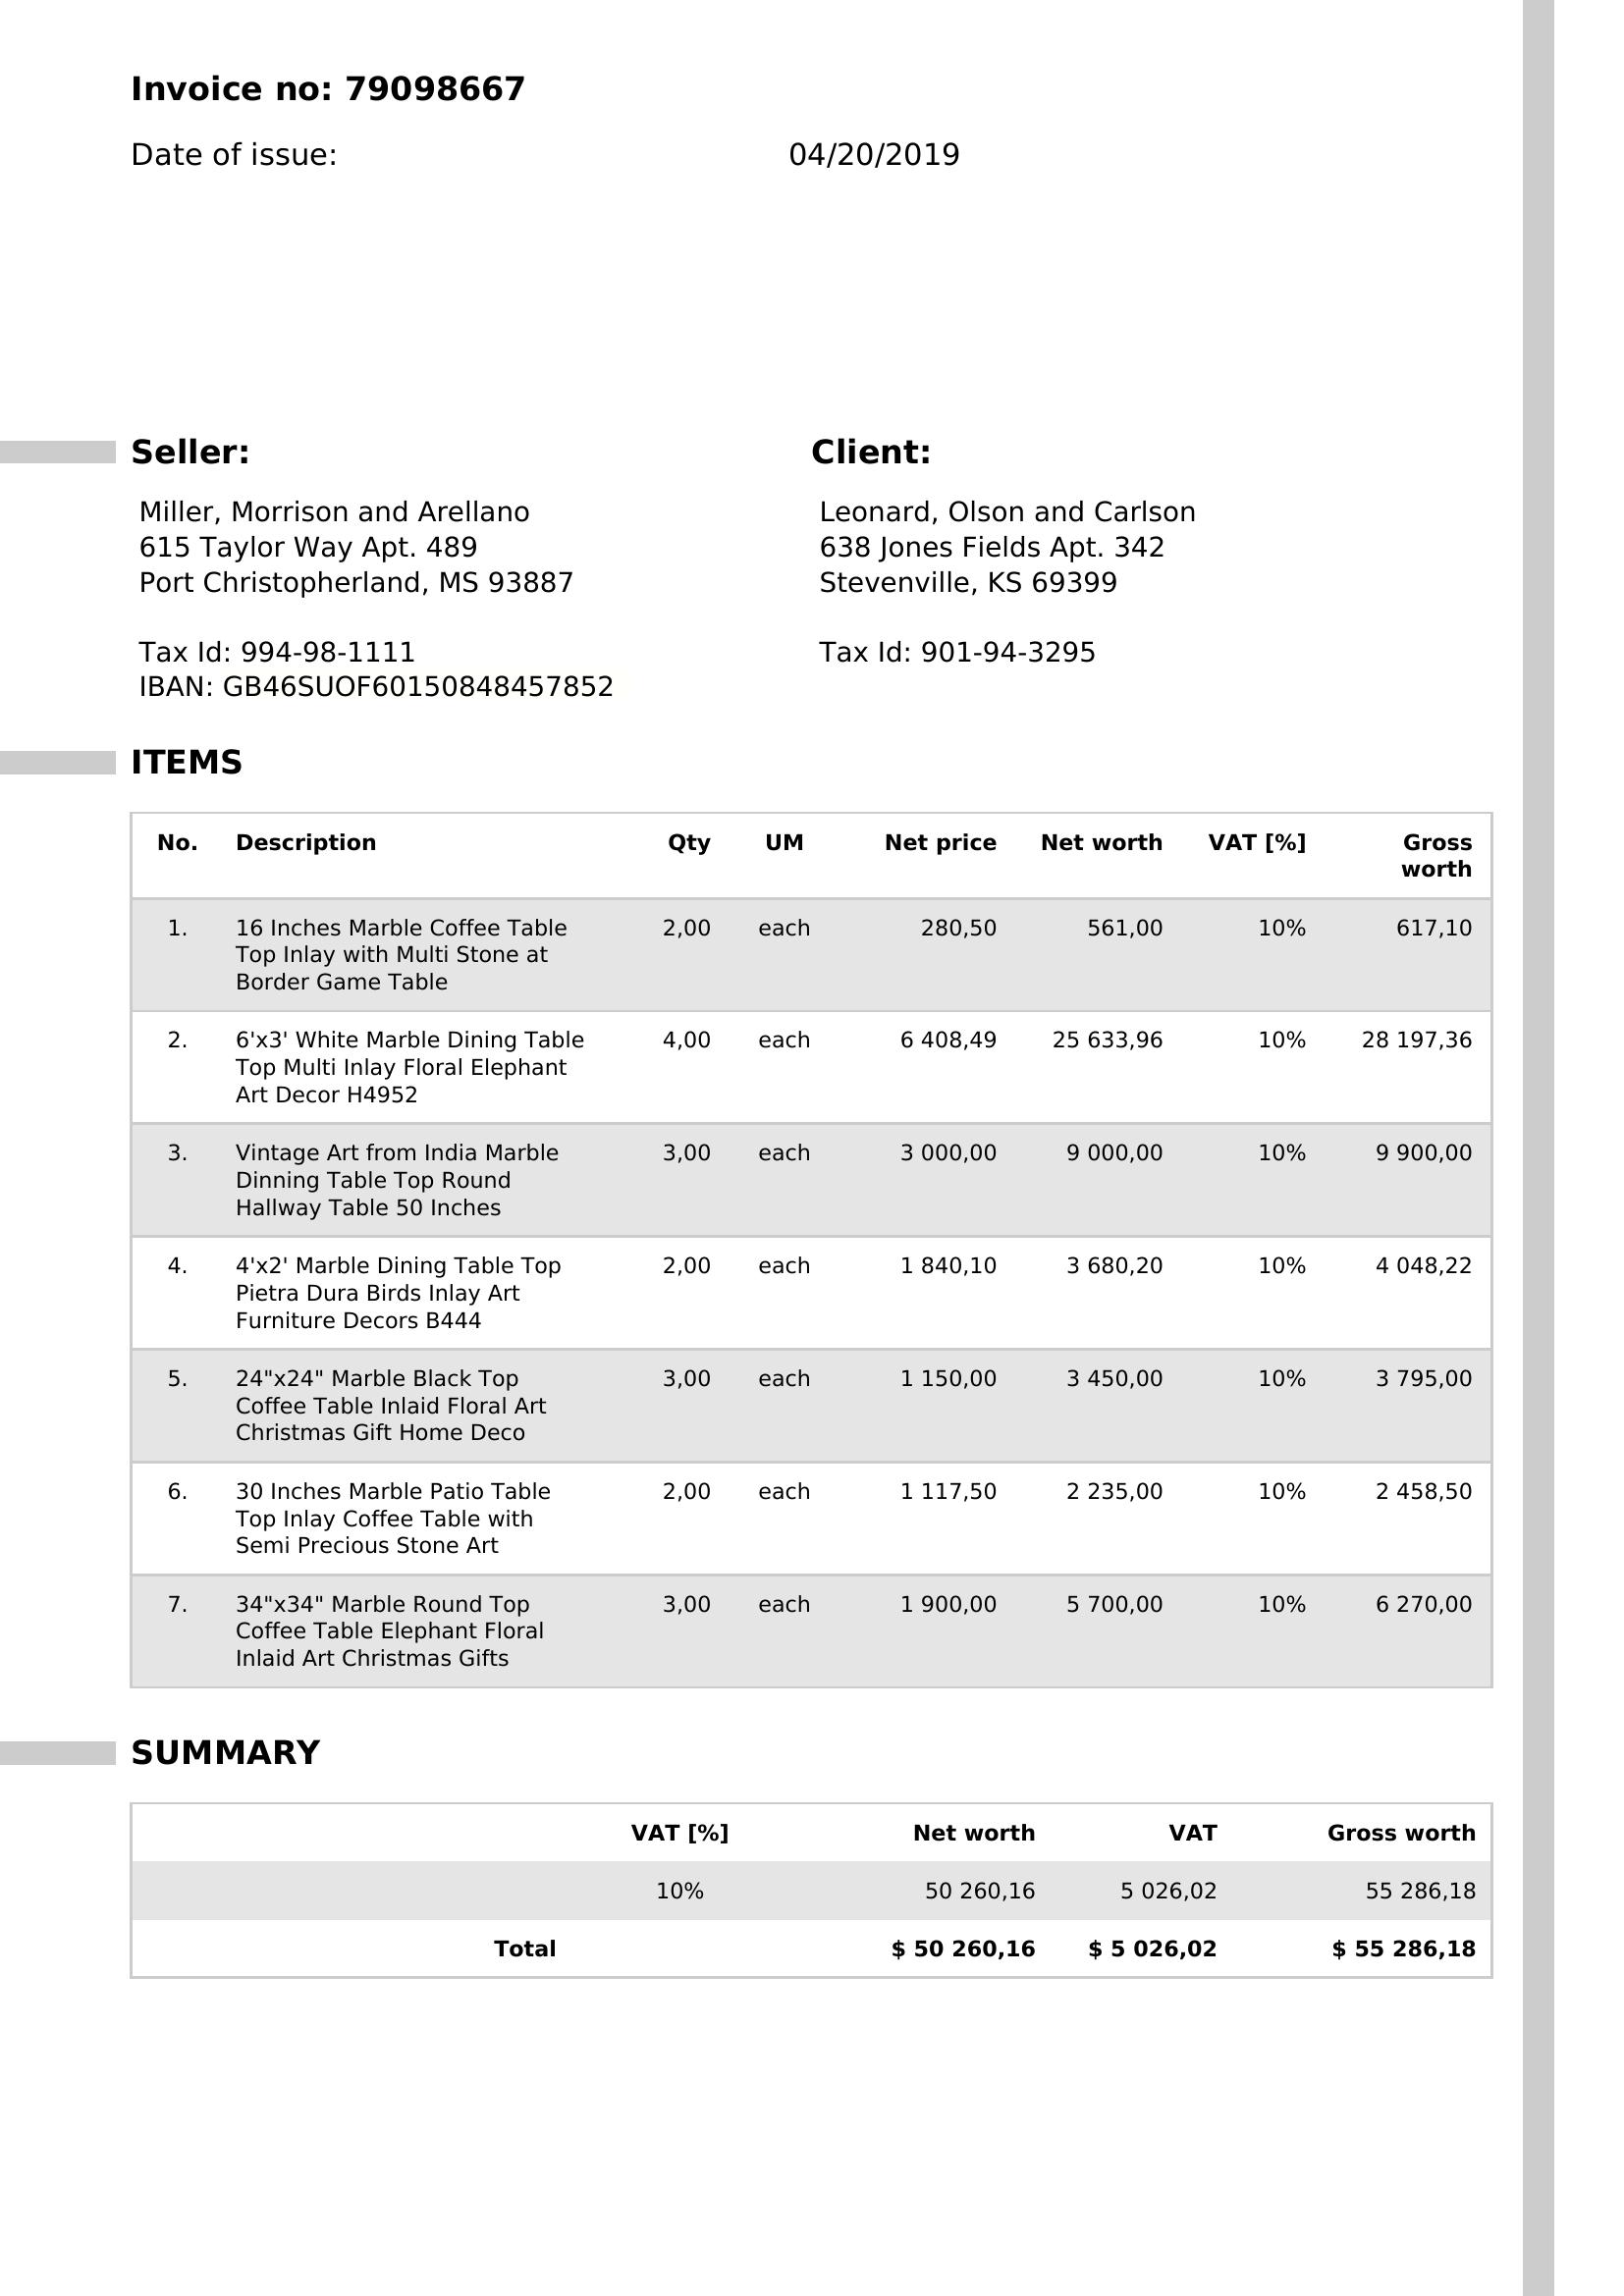 Invoice no: 79098667
Date of issue: 04/20/2019
Seller: Client:
Miller, Morrison and Arellano Leonard, Olson and Carlson
615 Taylor Way Apt. 489 638 Jones Fields Apt. 342
Port Christopherland, MS 93887 Stevenville, KS 69399
Tax Id: 994-98-1111 Tax Id: 901-94-3295
IBAN: GB46SUOF60150848457852
ITEMS
No. Description Qty UM Net price Net worth VAT [%] Gross
worth
1. 16 Inches Marble Coffee Table 2,00 each 280,50 561,00 10% 617,10
Top Inlay with Multi Stone at
Border Game Table
2. 6'x3' White Marble Dining Table 4,00 each 6 408,49 25 633,96 10% 28 197,36
Top Multi Inlay Floral Elephant
Art Decor H4952
3. Vintage Art from India Marble 3,00 each 3 000,00 9 000,00 10% 9 900,00
Dinning Table Top Round
Hallway Table 50 Inches
4. 4'x2' Marble Dining Table Top 2,00 each 1 840,10 3 680,20 10% 4 048,22
Pietra Dura Birds Inlay Art
Furniture Decors B444
5. 24"x24" Marble Black Top 3,00 each 1 150,00 3 450,00 10% 3 795,00
Coffee Table Inlaid Floral Art
Christmas Gift Home Deco
6. 30 Inches Marble Patio Table 2,00 each 1 117,50 2 235,00 10% 2 458,50
Top Inlay Coffee Table with
Semi Precious Stone Art
7. 34"x34" Marble Round Top 3,00 each 1 900,00 5 700,00 10% 6 270,00
Coffee Table Elephant Floral
Inlaid Art Christmas Gifts
SUMMARY
VAT [%] Net worth VAT Gross worth
10% 50 260,16 5 026,02 55 286,18
Total $ 50 260,16 $ 5 026,02 $ 55 286,18